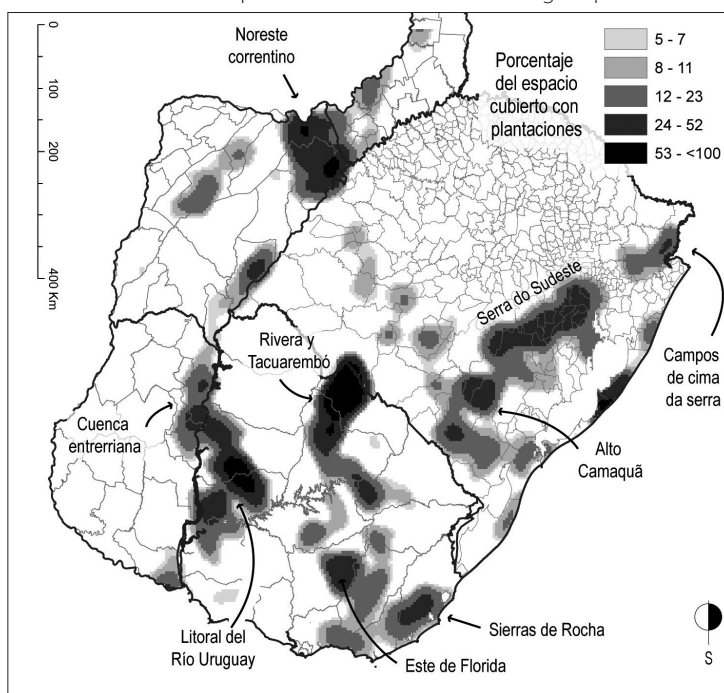 0
100
200
400 Km
Noreste
correntino
Porcentaje
del espacio
cubierto con
plantaciones
5 - 7
8 - 11
12 - 23
24 - 52
53 - <100
Serra do Sudeste
Rivera y
Tacuarembó
Campos
de cima
da serra
Cuenca
entrerriana
Alto
Camaquã
Litoral del
Río Uruguay
Este de Florida
Sierras de Rocha
S